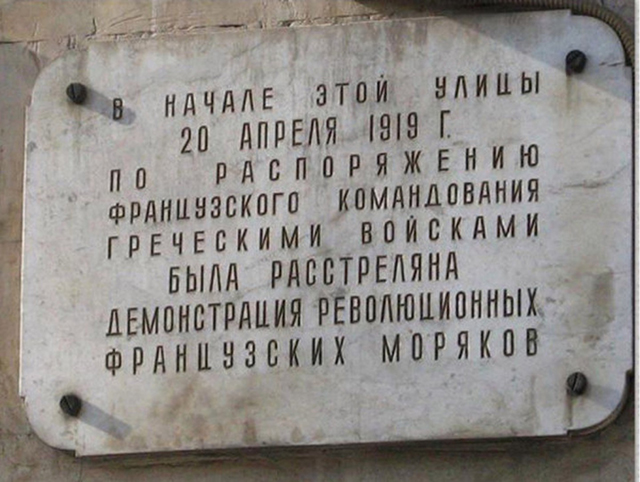 В НАЧАЛЕ ЭТОЙ УЛИЦЫ
20 АПРЕЛЯ 1919 Г.
ПО РАСПОРЯЖЕНИЮ
ФРАНЦУЗСКОГО КОМАНДОВАНИЯ
ГРЕЧЕСКИМИ ВОЙСКАМИ
БЫЛА РАССТРЕЛЯНА
ДЕМОНСТРАЦИЯ РЕВОЛЮЦИОННЫХ
ФРАНЦУЗСКИХ МОРЯКОВ